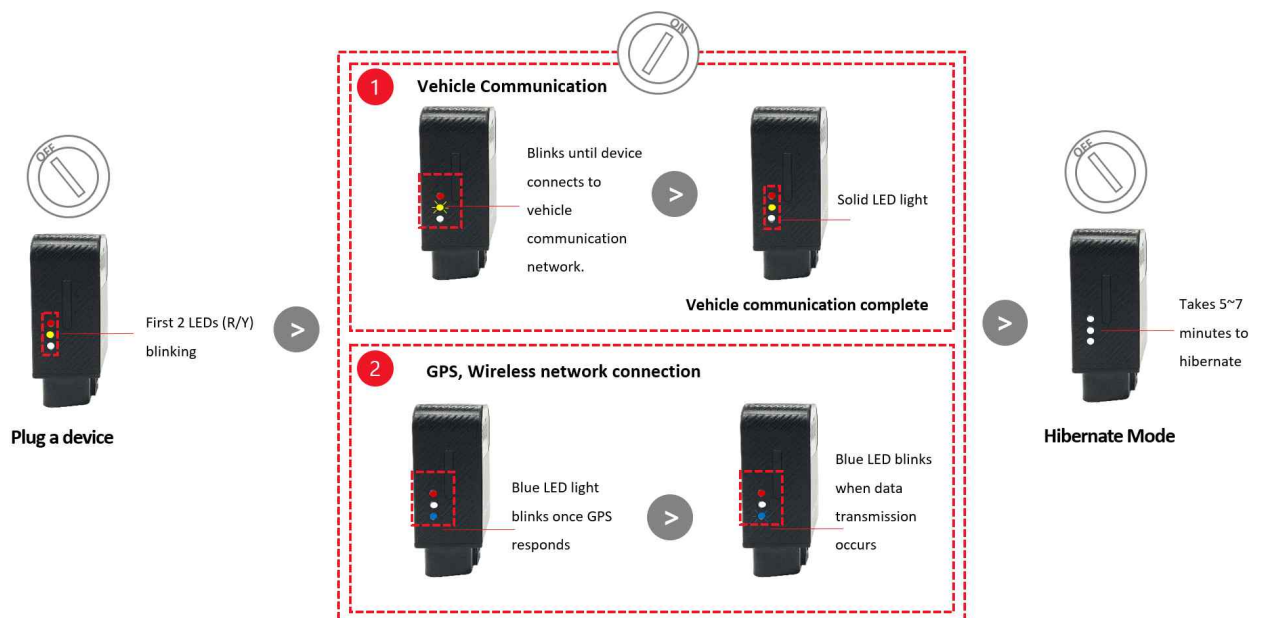 OFF
First 2 LEDs (R/Y)
blinking
Plug a device
>
ON
1
Vehicle Communication
Blinks until device
connects to
vehicle
communication
network.
>
Solid LED light
Vehicle communication complete
2
GPS, Wireless network connection
Blue LED light
blinks once GPS
responds
>
Blue LED blinks
when data
transmission
occurs
>
OFF
Takes 5~7
minutes to
hibernate
Hibernate Mode